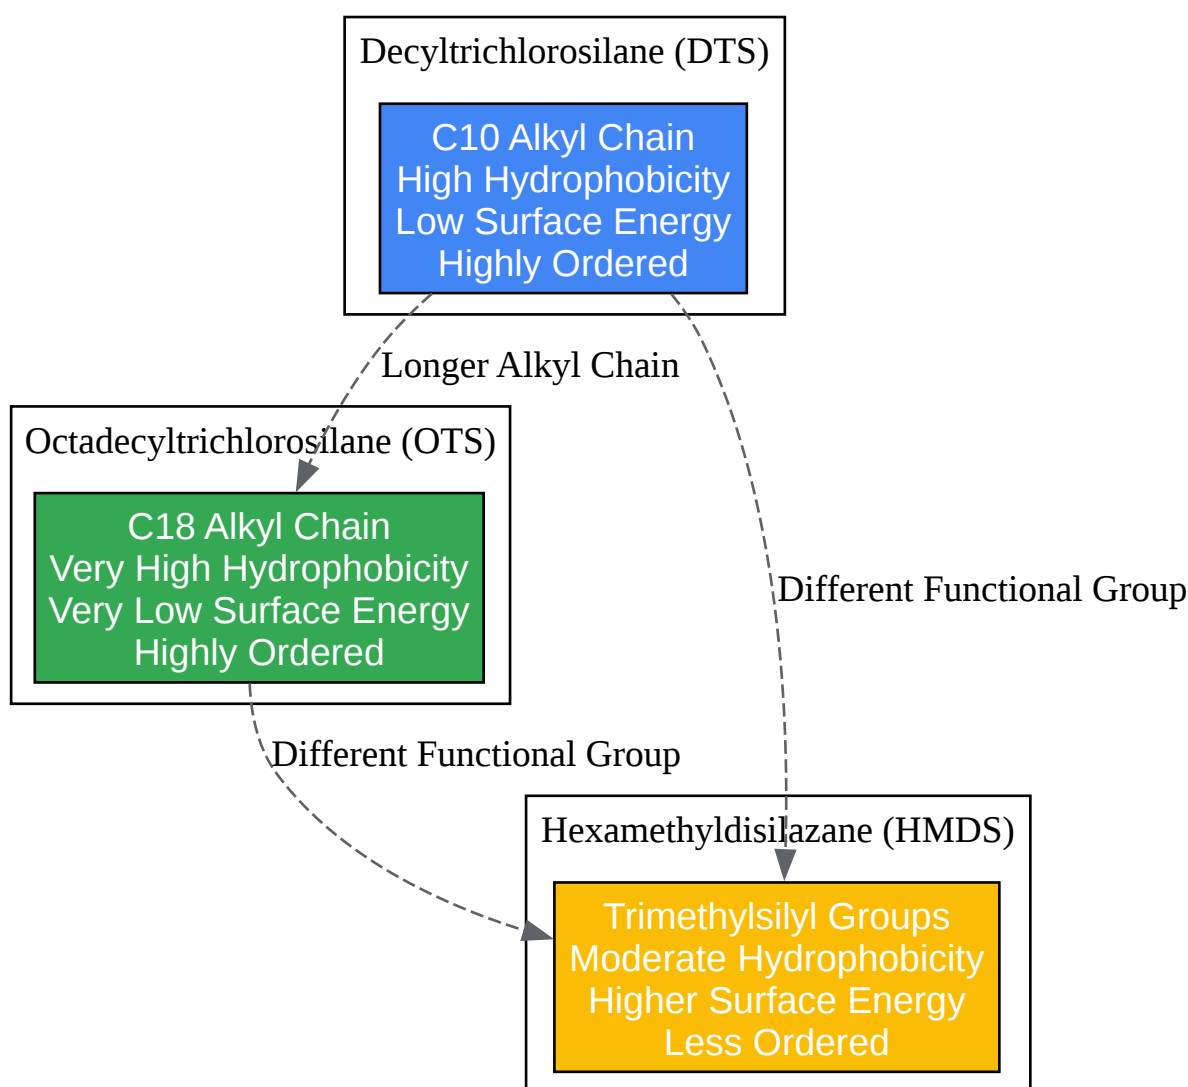 Decyltrichlorosilane (DTS)
C10 Alkyl Chain
High Hydrophobicity
Low Surface Energy
Highly Ordered
Longer Alkyl Chain
Octadecyltrichlorosilane (OTS)
C18 Alkyl Chain
Very High Hydrophobicity
Very Low Surface Energy
Highly Ordered
Different Functional Group
Different Functional Group
Hexamethyldisilazane (HMDS)
Trimethylsilyl Groups
Moderate Hydrophobicity
Higher Surface Energy
Less Ordered